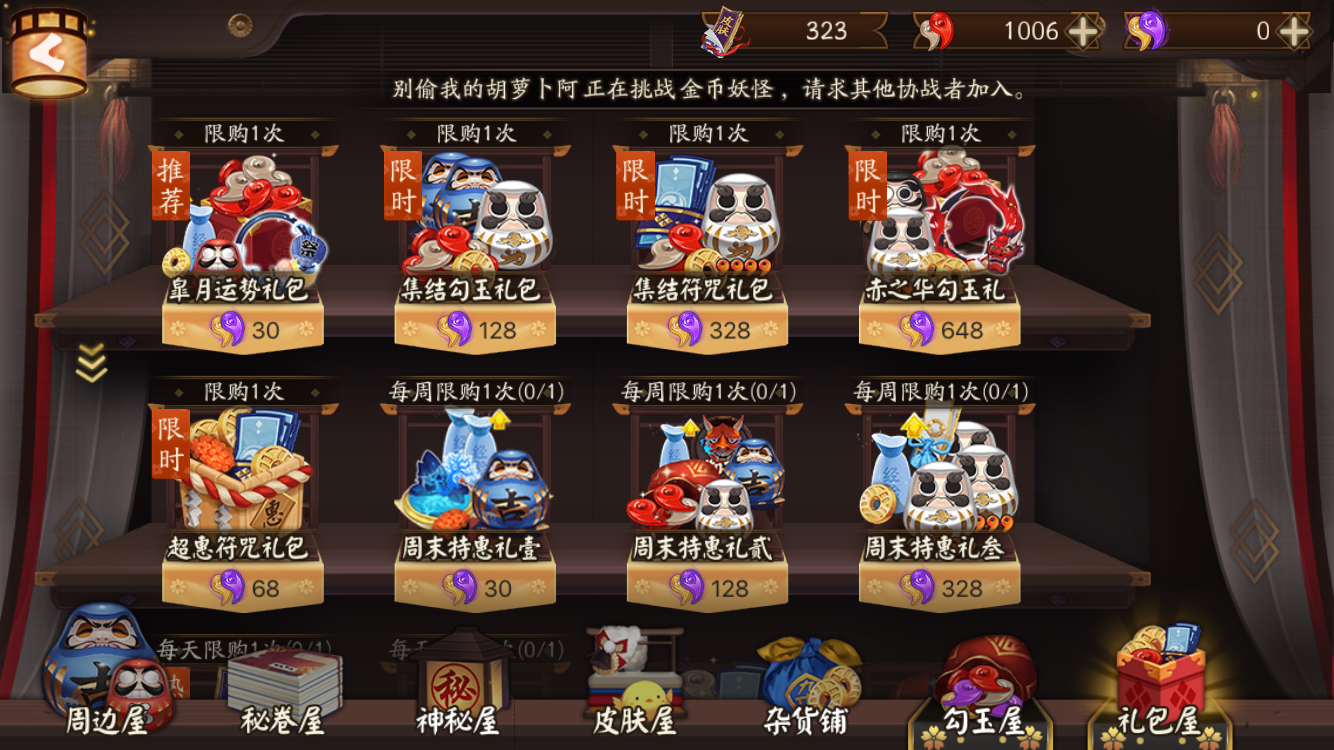 皮肤 323 1006 0
别偷我的胡萝卜阿 正在挑战 金币妖怪，请求其他协战者加入。
限购1次 限购1次 限购1次 限购1次
推荐 限时 限时 限时
皐月运势礼包 集结勾玉礼包 集结符咒礼包 赤之华勾玉礼
30 128 328 648
限购1次 每周限购1次(0/1) 每周限购1次(0/1) 每周限购1次(0/1)
限时
吉
惠
超惠符咒礼包 周末特惠礼壹 周末特惠礼贰 周末特惠礼叁
68 30 128 328
每天限购1次(0/1)
秘
周边屋 秘卷屋 神秘屋 皮肤屋 杂货铺 勾玉屋 礼包屋